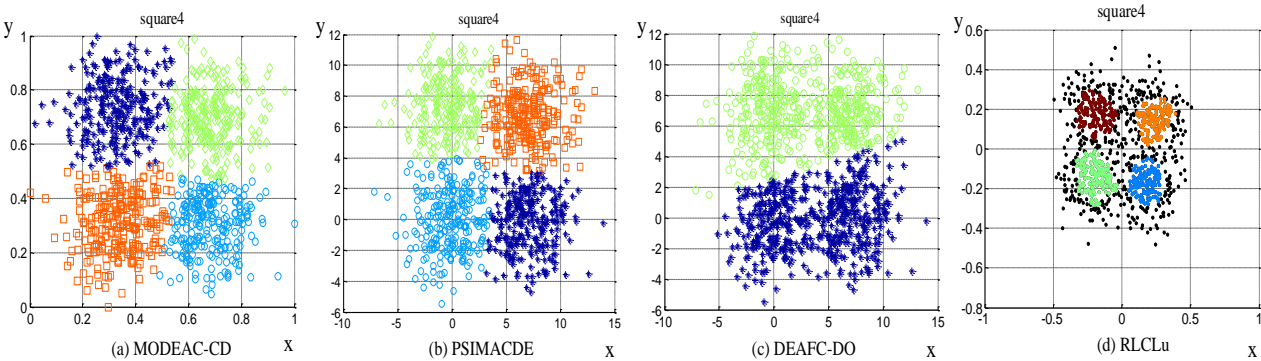 square4
y
1
0.8
0.6
0.4
0.2
0
0 0.2 0.4 0.6 0.8 1
x
(a) MODEAC-CD
square4
y
12
10
8
6
4
2
0
-2
-4
-6
-10 -5 0 5 10 15
x
(b) PSIMACDE
square4
y
12
10
8
6
4
2
0
-2
-4
-6
-10 -5 0 5 10 15
x
(c) DEAFC-DO
square4
y
0.6
0.4
0.2
0
-0.2
-0.4
-0.6
-0.8
-1 -0.5 0 0.5 1
x
(d) RLCLu